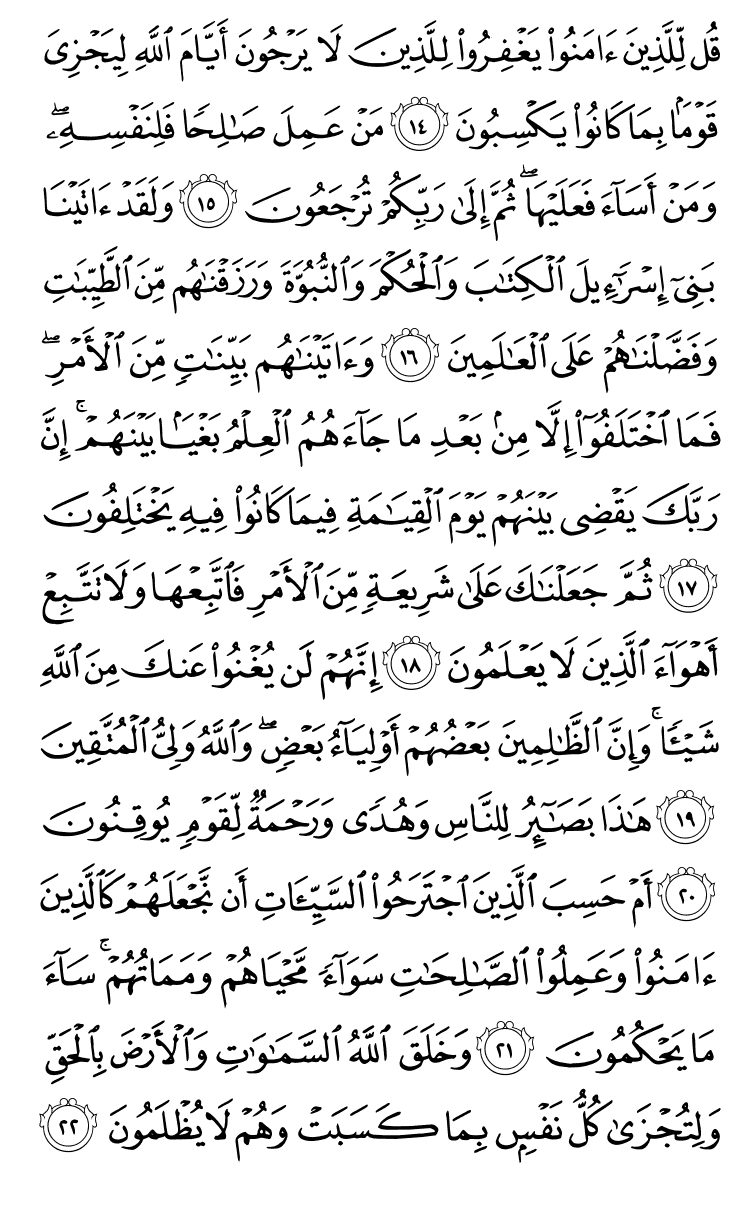 قُل لِّلَّذِينَ ءَامَنُوا۟ يَغْفِرُوا۟ لِلَّذِينَ لَا يَرْجُونَ أَيَّامَ ٱللَّهِ لِيَجْزِىَ
قَوْمًۢا بِمَا كَانُوا۟ يَكْسِبُونَ ١٤ مَنْ عَمِلَ صَٰلِحًا فَلِنَفْسِهِۦ ۖ
وَمَنْ أَسَآءَ فَعَلَيْهَا ۖ ثُمَّ إِلَىٰ رَبِّكُمْ تُرْجَعُونَ ١٥ وَلَقَدْ ءَاتَيْنَا
بَنِىٓ إِسْرَٰٓءِيلَ ٱلْكِتَٰبَ وَٱلْحُكْمَ وَٱلنُّبُوَّةَ وَرَزَقْنَٰهُم مِّنَ ٱلطَّيِّبَٰتِ
وَفَضَّلْنَٰهُمْ عَلَى ٱلْعَٰلَمِينَ ١٦ وَءَاتَيْنَٰهُم بَيِّنَٰتٍ مِّنَ ٱلْأَمْرِ ۖ
فَمَا ٱخْتَلَفُوٓا۟ إِلَّا مِنۢ بَعْدِ مَا جَآءَهُمُ ٱلْعِلْمُ بَغْيًۢا بَيْنَهُمْ ۚ إِنَّ
رَبَّكَ يَقْضِى بَيْنَهُمْ يَوْمَ ٱلْقِيَٰمَةِ فِيمَا كَانُوا۟ فِيهِ يَخْتَلِفُونَ
١٧ ثُمَّ جَعَلْنَٰكَ عَلَىٰ شَرِيعَةٍ مِّنَ ٱلْأَمْرِ فَٱتَّبِعْهَا وَلَا تَتَّبِعْ
أَهْوَآءَ ٱلَّذِينَ لَا يَعْلَمُونَ ١٨ إِنَّهُمْ لَن يُغْنُوا۟ عَنكَ مِنَ ٱللَّهِ
شَيْـًٔا ۚ وَإِنَّ ٱلظَّٰلِمِينَ بَعْضُهُمْ أَوْلِيَآءُ بَعْضٍ ۖ وَٱللَّهُ وَلِىُّ ٱلْمُتَّقِينَ
١٩ هَٰذَا بَصَٰٓئِرُ لِلنَّاسِ وَهُدًى وَرَحْمَةٌ لِّقَوْمٍ يُوقِنُونَ
٢٠ أَمْ حَسِبَ ٱلَّذِينَ ٱجْتَرَحُوا۟ ٱلسَّيِّـَٔاتِ أَن نَّجْعَلَهُمْ كَٱلَّذِينَ
ءَامَنُوا۟ وَعَمِلُوا۟ ٱلصَّٰلِحَٰتِ سَوَآءً مَّحْيَاهُمْ وَمَمَاتُهُمْ ۚ سَآءَ
مَا يَحْكُمُونَ ٢١ وَخَلَقَ ٱللَّهُ ٱلسَّمَٰوَٰتِ وَٱلْأَرْضَ بِٱلْحَقِّ
وَلِتُجْزَىٰ كُلُّ نَفْسٍۭ بِمَا كَسَبَتْ وَهُمْ لَا يُظْلَمُونَ ٢٢